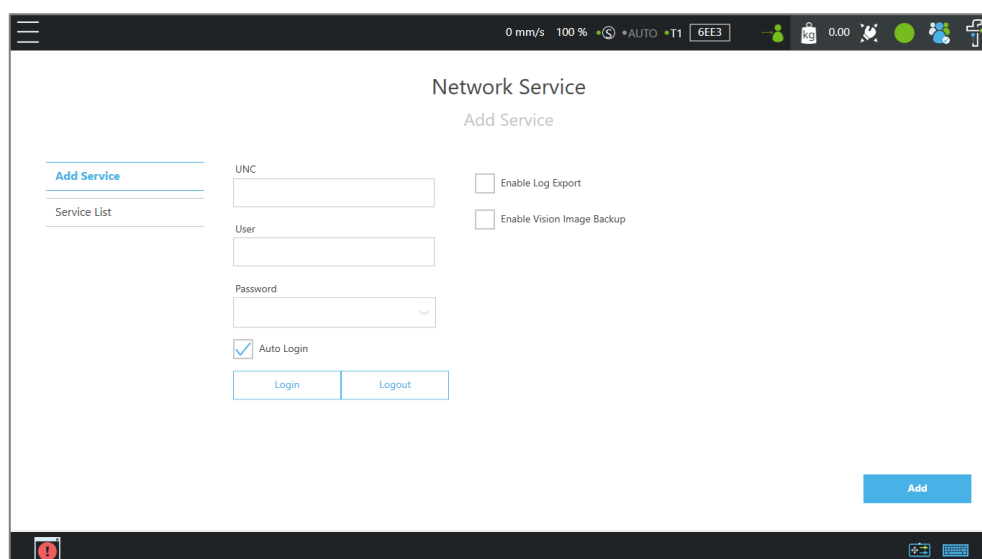 0 mm/s 100 % S AUTO T1 6EE3 kg 0.00
Network Service
Add Service
Add Service
Service List
UNC
User
Password
Auto Login
Login Logout
Enable Log Export
Enable Vision Image Backup
Add